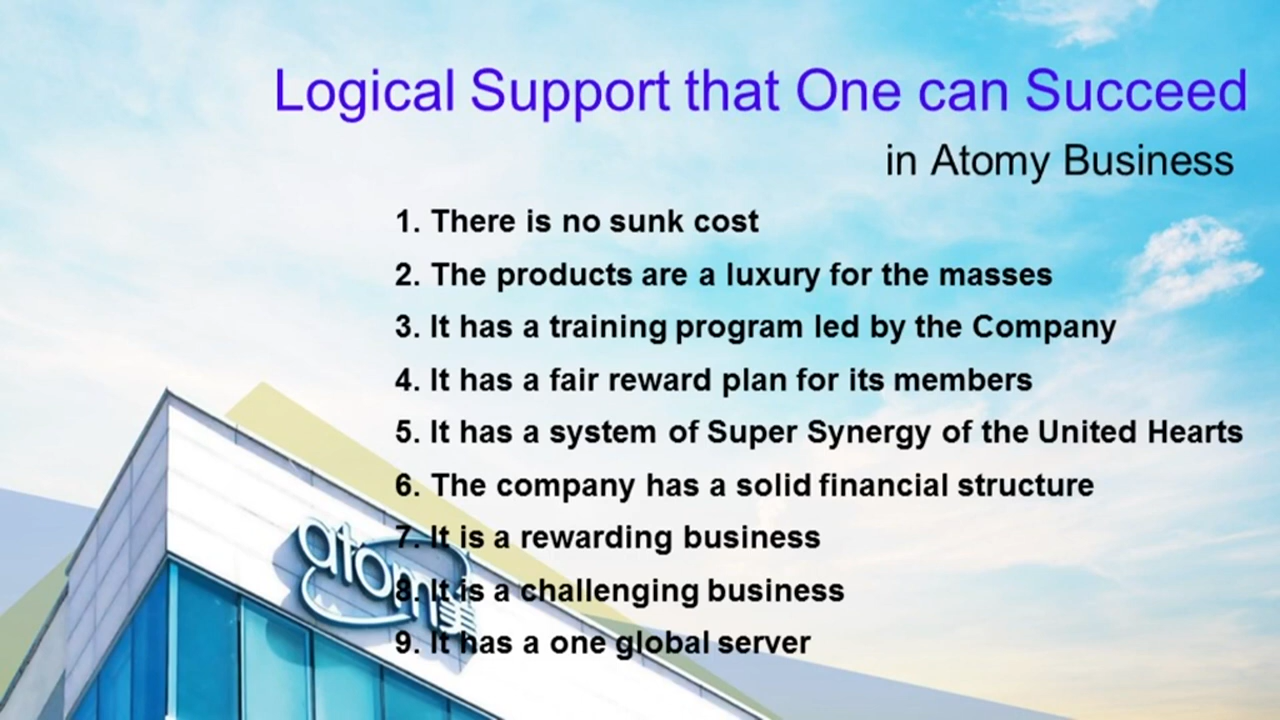 Logical Support that One can Succeed
in Atomy Business
1. There is no sunk cost
2. The products are a luxury for the masses
3. It has a training program led by the Company
4. It has a fair reward plan for its members
5. It has a system of Super Synergy of the United Hearts
6. The company has a solid financial structure
7. It is a rewarding business
8. It is a challenging business
9. It has a one global server
atomy